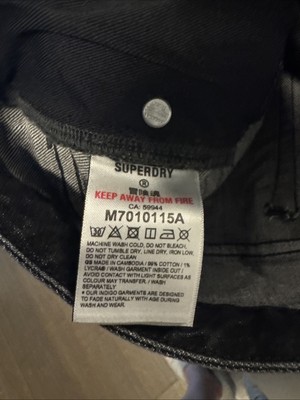 SUPERDRY
®
KEEP AWAY FROM FIRE
CA: 59944
M7010115A
MACHINE WASH COLD, DO NOT BLEACH,
DO NOT TUMBLE DRY, LINE DRY, IRON LOW,
DO NOT DRY CLEAN
MADE IN CAMBODIA / 99% COTTON / 1%
LYCRA® / WASH GARMENT INSIDE OUT /
AVOID CONTACT WITH LIGHT SURFACES AS
COLOUR MAY TRANSFER. / WASH
SEPARATELY
OUR INDIGO GARMENTS ARE DESIGNED
TO FADE NATURALLY WITH AGE DURING
WASH AND WEAR.